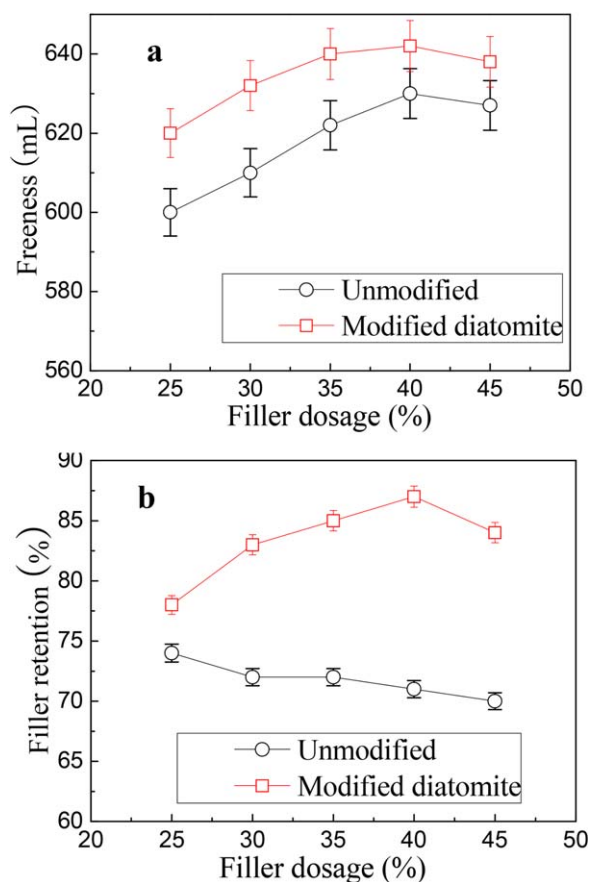 a
640
620
600
580
560
Freeness (mL)
Unmodified
Modified diatomite
20 25 30 35 40 45 50
Filler dosage (%)
b
90
85
80
75
70
65
60
Filler retention (%)
Unmodified
Modified diatomite
20 25 30 35 40 45 50
Filler dosage (%)